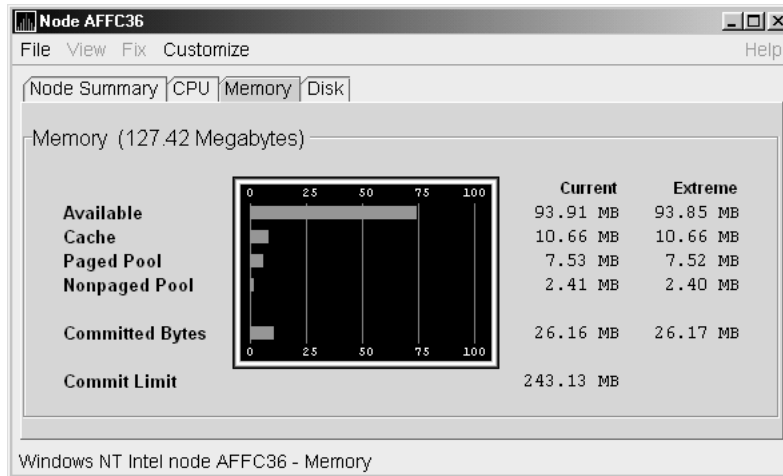 Node AFFC36
File View Fix Customize Help
Node Summary CPU Memory Disk
Memory (127.42 Megabytes)
Current Extreme
0 25 50 75 100
Available 93.91 MB 93.85 MB
Cache 10.66 MB 10.66 MB
Paged Pool 7.53 MB 7.52 MB
Nonpaged Pool 2.41 MB 2.40 MB
Committed Bytes 26.16 MB 26.17 MB
0 25 50 75 100
Commit Limit 243.13 MB
Windows NT Intel node AFFC36 - Memory